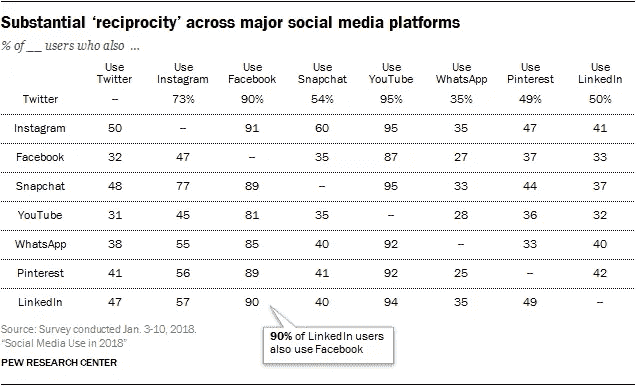 Substantial ‘reciprocity’ across major social media platforms
% of __ users who also ...
Use Twitter Use Instagram Use Facebook Use Snapchat Use YouTube Use WhatsApp Use Pinterest Use LinkedIn
Twitter -- 73% 90% 54% 95% 35% 49% 50%
Instagram 50 -- 91 60 95 35 47 41
Facebook 32 47 -- 35 87 27 37 33
Snapchat 48 77 89 -- 95 33 44 37
YouTube 31 45 81 35 -- 28 36 32
WhatsApp 38 55 85 40 92 -- 33 40
Pinterest 41 56 89 41 92 25 -- 42
LinkedIn 47 57 90 40 94 35 49 --
90% of LinkedIn users
also use Facebook
Source: Survey conducted Jan. 3-10, 2018.
“Social Media Use in 2018”
PEW RESEARCH CENTER